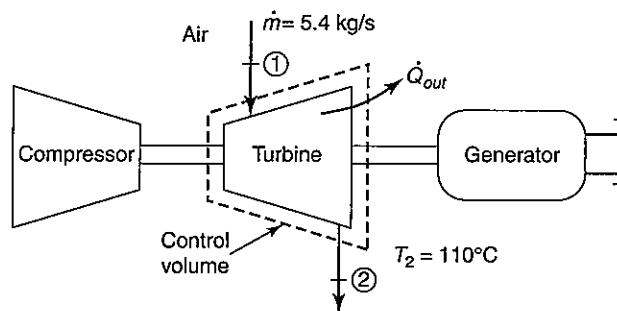 ṁ = 5.4 kg/s
Air
①
Q̇out
Compressor
Turbine
Generator
Control
volume
T₂ = 110°C
②